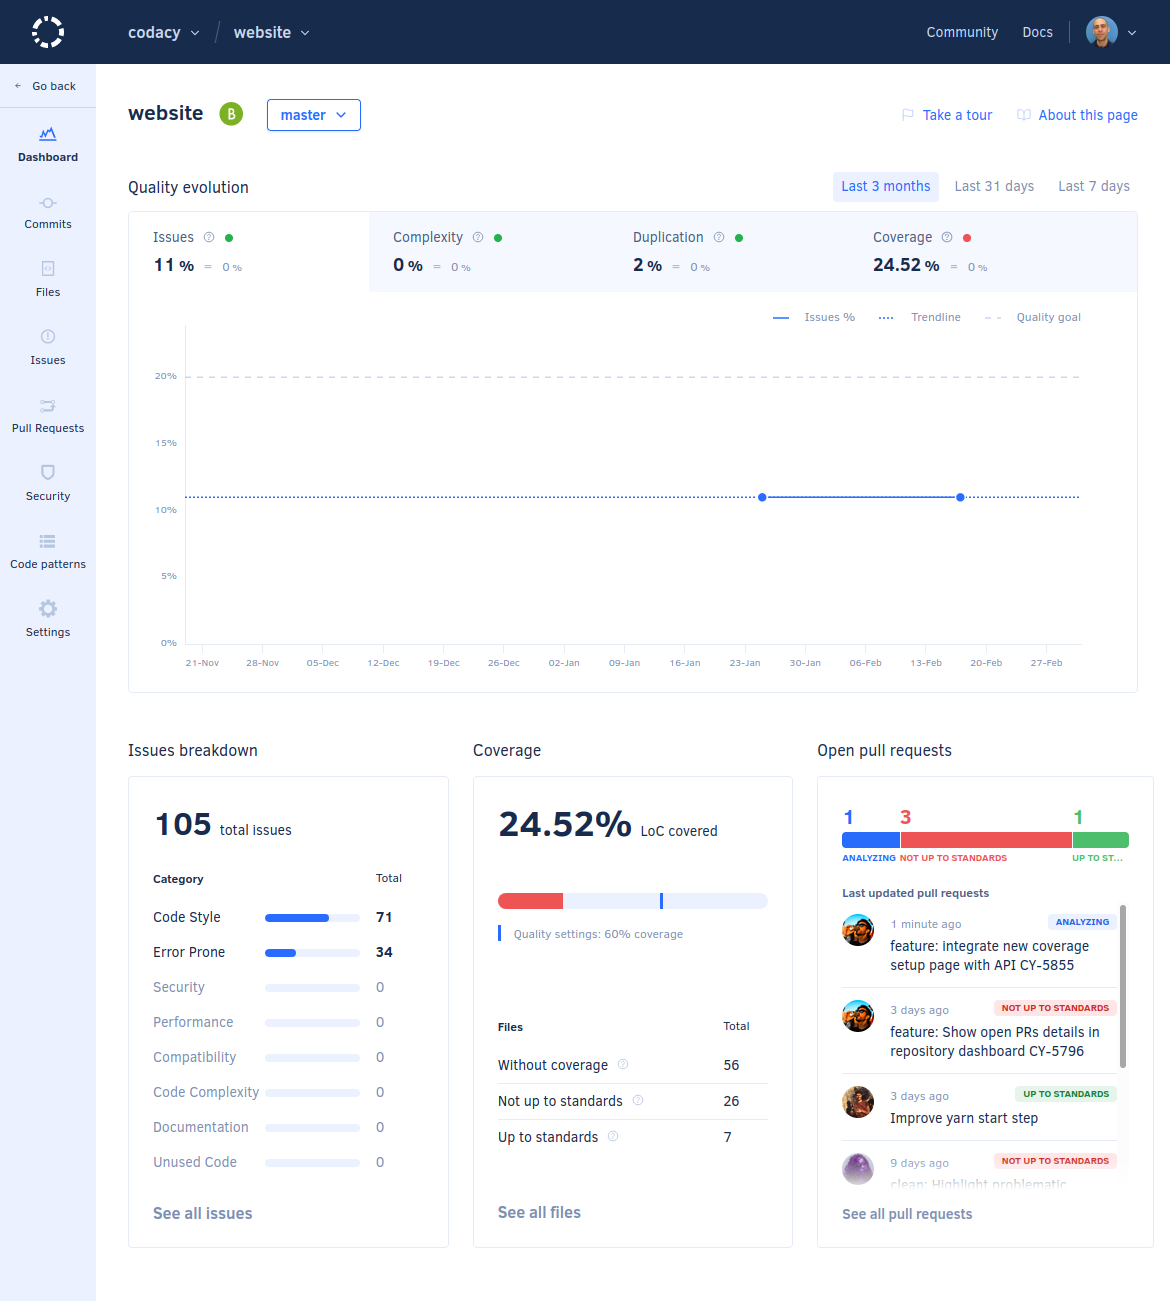 codacy / website
Community Docs
Go back
Dashboard
Commits
Files
Issues
Pull Requests
Security
Code patterns
Settings
website B master
Take a tour About this page
Quality evolution
Last 3 months Last 31 days Last 7 days
Issues
11 % = 0 %
Complexity
0 % = 0 %
Duplication
2 % = 0 %
Coverage
24.52 % = 0 %
Issues % Trendline Quality goal
20%
15%
10%
5%
0%
21-Nov 28-Nov 05-Dec 12-Dec 19-Dec 26-Dec 02-Jan 09-Jan 16-Jan 23-Jan 30-Jan 06-Feb 13-Feb 20-Feb 27-Feb
Issues breakdown
105 total issues
Category Total
Code Style 71
Error Prone 34
Security 0
Performance 0
Compatibility 0
Code Complexity 0
Documentation 0
Unused Code 0
See all issues
Coverage
24.52% LoC covered
Quality settings: 60% coverage
Files Total
Without coverage 56
Not up to standards 26
Up to standards 7
See all files
Open pull requests
1 3 1
ANALYZING NOT UP TO STANDARDS UP TO ST...
Last updated pull requests
1 minute ago ANALYZING
feature: integrate new coverage
setup page with API CY-5855
3 days ago NOT UP TO STANDARDS
feature: Show open PRs details in
repository dashboard CY-5796
3 days ago UP TO STANDARDS
Improve yarn start step
9 days ago NOT UP TO STANDARDS
clean: Highlight problematic
See all pull requests